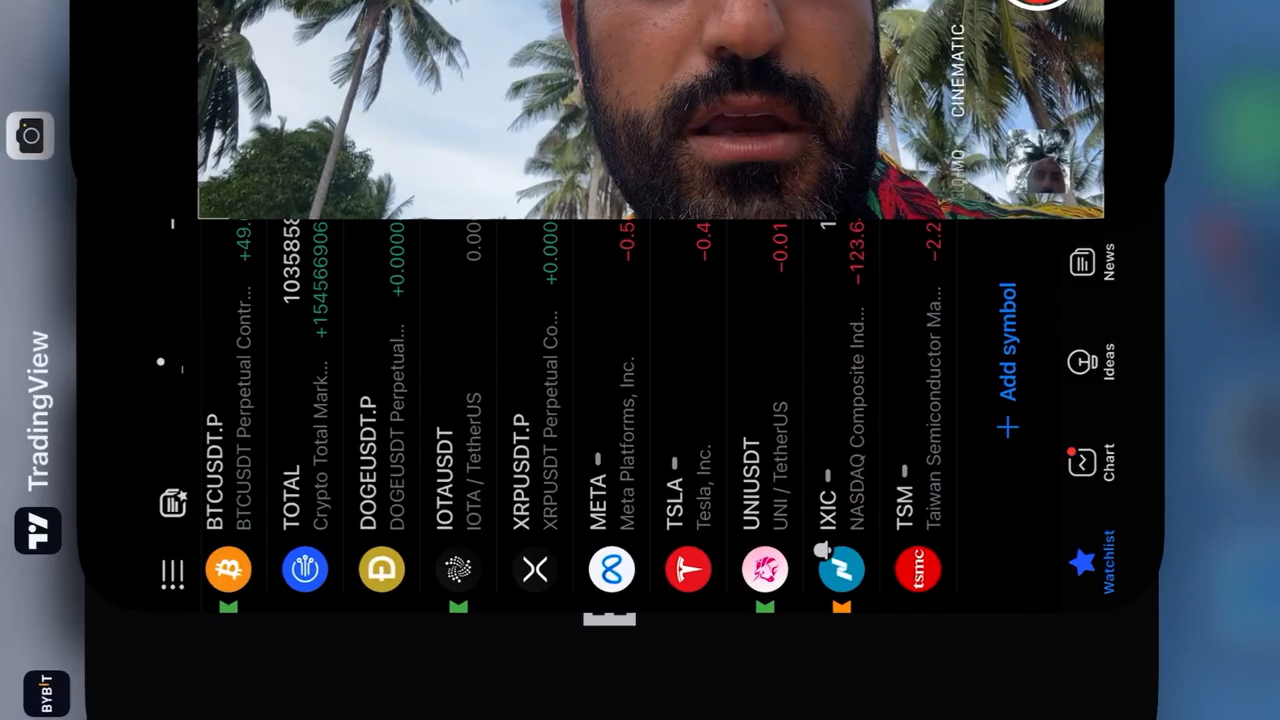 BYBIT
TradingView
BTCUSDT.P
+49.
BTCUSDT Perpetual Contr...
TOTAL
1035858
Crypto Total Mark...
+154566906
DOGEUSDT.P
DOGEUSDT Perpetual...
+0.0000
IOTAUSDT
IOTA / TetherUS
0.00
XRPUSDT.P
XRPUSDT Perpetual Co...
+0.000
META
Meta Platforms, Inc.
−0.5
TSLA
Tesla, Inc.
−0.4
UNIUSDT
UNI / TetherUS
−0.01
IXIC
1
NASDAQ Composite Ind...
−123.6
tsmc
TSM
Taiwan Semiconductor Ma...
−2.2
+ Add symbol
Watchlist
Chart
Ideas
News
CINEMATIC